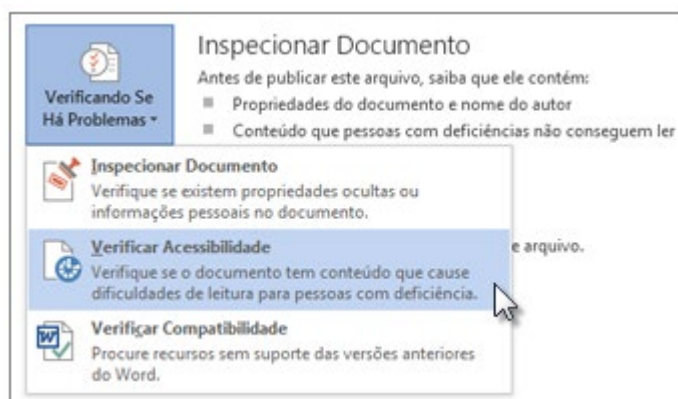 Inspecionar Documento
Antes de publicar este arquivo, saiba que ele contém:
Propriedades do documento e nome do autor
Conteúdo que pessoas com deficiências não conseguem ler
Verificando Se
Há Problemas
Inspecionar Documento
Verifique se existem propriedades ocultas ou
informações pessoais no documento.
Verificar Acessibilidade
Verifique se o documento tem conteúdo que cause
dificuldades de leitura para pessoas com deficiência.
e arquivo.
Verificar Compatibilidade
Procure recursos sem suporte das versões anteriores
do Word.